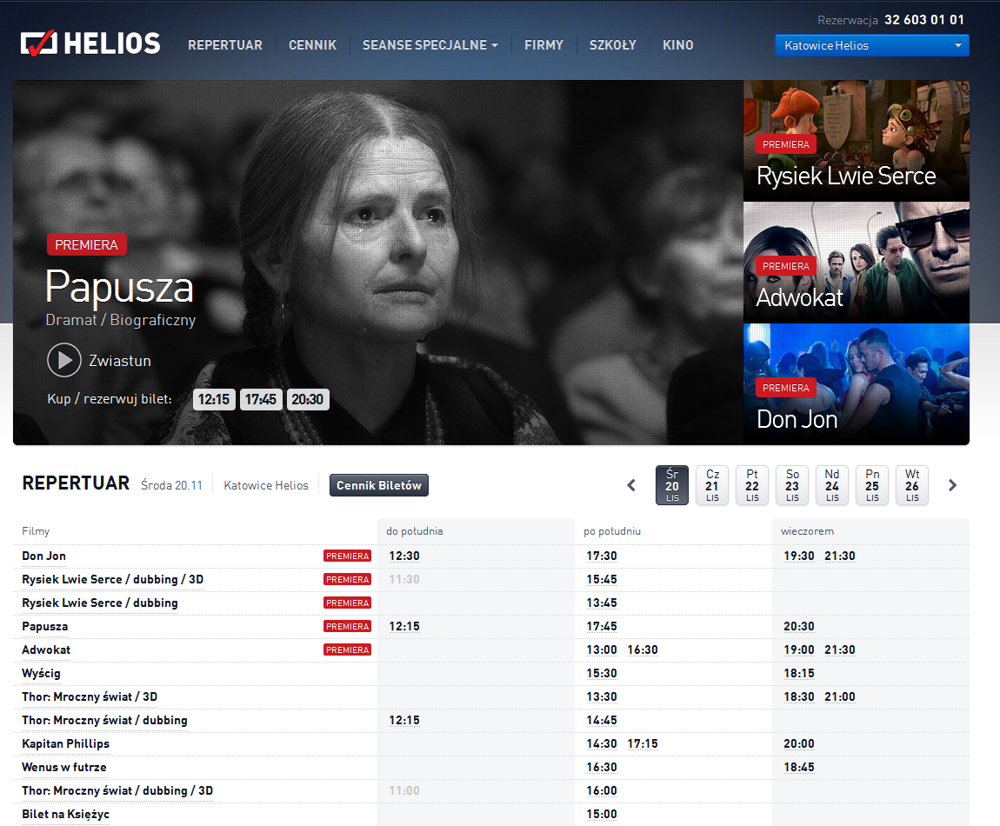 Rezerwacja 32 603 01 01
HELIOS
REPERTUAR CENNIK SEANSE SPECJALNE FIRMY SZKOŁY KINO
Katowice Helios
PREMIERA
Rysiek Lwie Serce
PREMIERA
Papusza
Dramat / Biograficzny
Zwiastun
Kup / rezerwuj bilet: 12:15 17:45 20:30
PREMIERA
Adwokat
PREMIERA
Don Jon
REPERTUAR Środa 20.11 Katowice Helios Cennik Biletów
Śr 20 LIS
Cz 21 LIS
Pt 22 LIS
So 23 LIS
Nd 24 LIS
Pn 25 LIS
Wt 26 LIS
Filmy do południa po południu wieczorem
Don Jon PREMIERA 12:30 17:30 19:30 21:30
Rysiek Lwie Serce / dubbing / 3D PREMIERA 11:30 15:45
Rysiek Lwie Serce / dubbing PREMIERA 13:45
Papusza PREMIERA 12:15 17:45 20:30
Adwokat PREMIERA 13:00 16:30 19:00 21:30
Wyścig 15:30 18:15
Thor: Mroczny świat / 3D 13:30 18:30 21:00
Thor: Mroczny świat / dubbing 12:15 14:45
Kapitan Phillips 14:30 17:15 20:00
Wenus w futrze 16:30 18:45
Thor: Mroczny świat / dubbing / 3D 11:00 16:00
Bilet na Księżyc 15:00